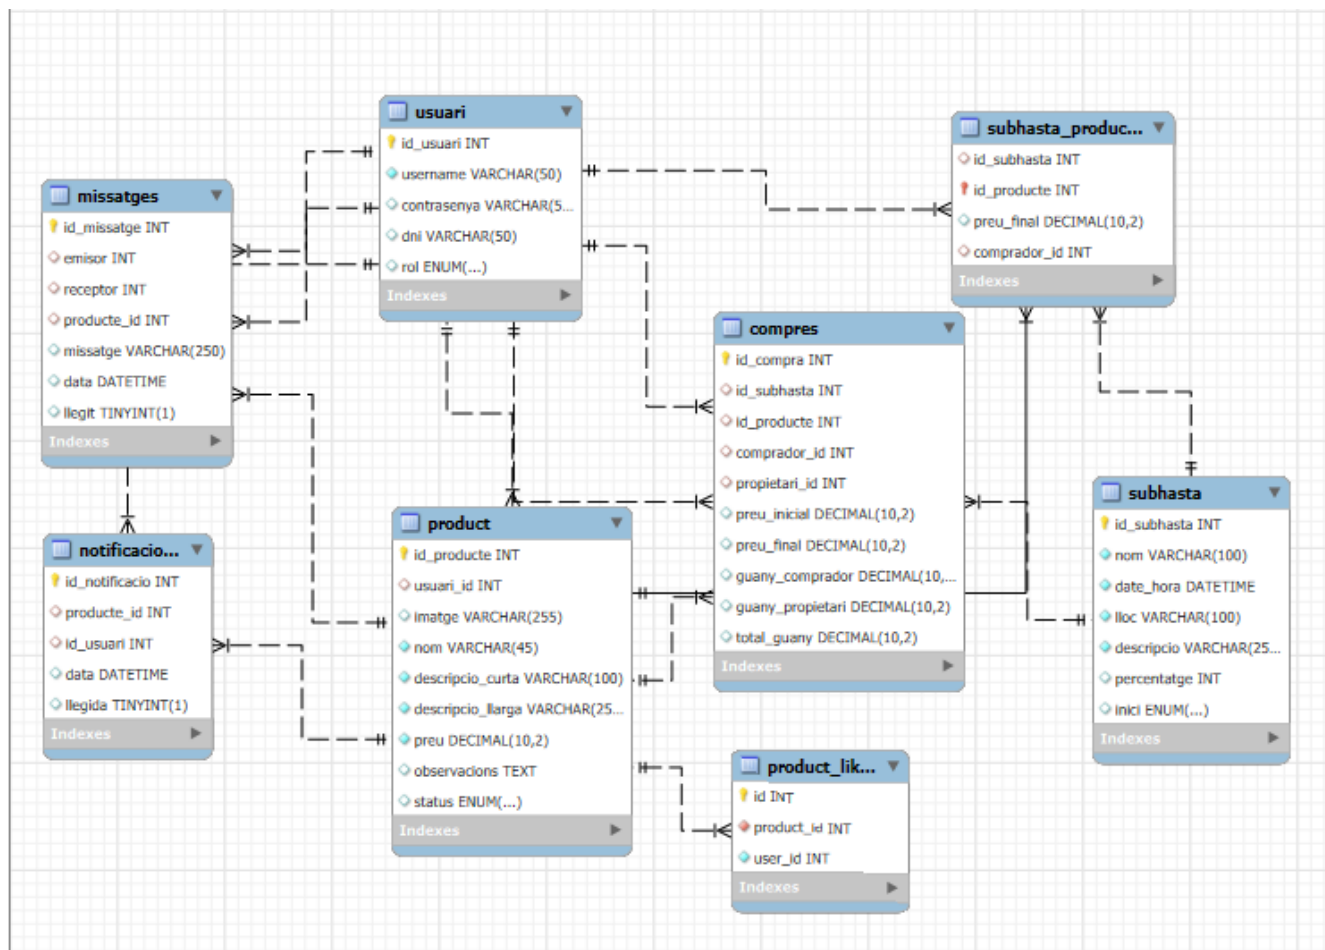 usuari
id_usuari INT
username VARCHAR(50)
contrasenya VARCHAR(5...
dni VARCHAR(50)
rol ENUM(...)
Indexes
subhasta_produc...
id_subhasta INT
id_producte INT
preu_final DECIMAL(10,2)
comprador_id INT
Indexes
missatges
id_missatge INT
emisor INT
receptor INT
producte_id INT
missatge VARCHAR(250)
data DATETIME
llegit TINYINT(1)
Indexes
compres
id_compra INT
id_subhasta INT
id_producte INT
comprador_id INT
propietari_id INT
preu_inicial DECIMAL(10,2)
preu_final DECIMAL(10,2)
guany_comprador DECIMAL(10,...
guany_propietari DECIMAL(10,2)
total_guany DECIMAL(10,2)
Indexes
subhasta
id_subhasta INT
nom VARCHAR(100)
date_hora DATETIME
lloc VARCHAR(100)
descripcio VARCHAR(25...
percentatge INT
inici ENUM(...)
Indexes
product
id_producte INT
usuari_id INT
imatge VARCHAR(255)
nom VARCHAR(45)
descripcio_curta VARCHAR(100)
descripcio_llarga VARCHAR(25...
preu DECIMAL(10,2)
observacions TEXT
status ENUM(...)
Indexes
notificacio...
id_notificacio INT
producte_id INT
id_usuari INT
data DATETIME
llegida TINYINT(1)
Indexes
product_lik...
id INT
product_id INT
user_id INT
Indexes